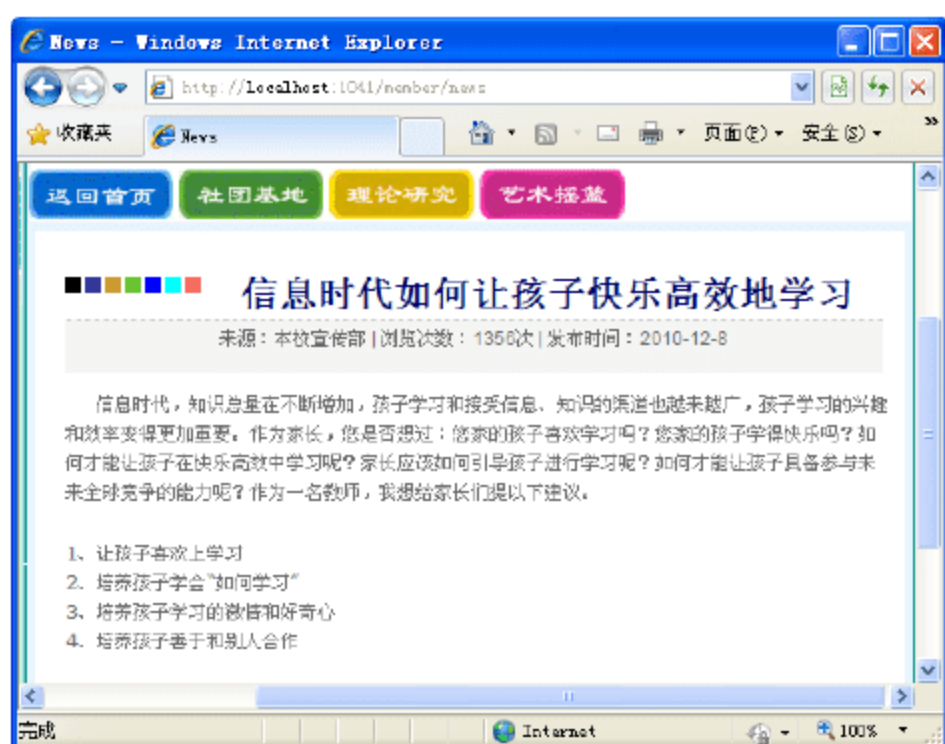 News - Windows Internet Explorer
http://localhost:1041/member/news
收藏夹 News 页面(P) 安全(S) »
返回首页 社团基地 理论研究 艺术摇篮
信息时代如何让孩子快乐高效地学习
来源：本校宣传部 | 浏览次数：1356次 | 发布时间：2010-12-8
信息时代，知识总量在不断增加，孩子学习和接受信息、知识的渠道也越来越广，孩子学习的兴趣
和效率变得更加重要。作为家长，您是否想过：您家的孩子喜欢学习吗？您家的孩子学得快乐吗？如
何才能让孩子在快乐高效中学习呢？家长应该如何引导孩子进行学习呢？如何才能让孩子具备参与未
来全球竞争的能力呢？作为一名教师，我想给家长们提以下建议。
1、让孩子喜欢上学习
2、培养孩子学会“如何学习”
3、培养孩子学习的激情和好奇心
4、培养孩子善于和别人合作
完成 Internet 100%